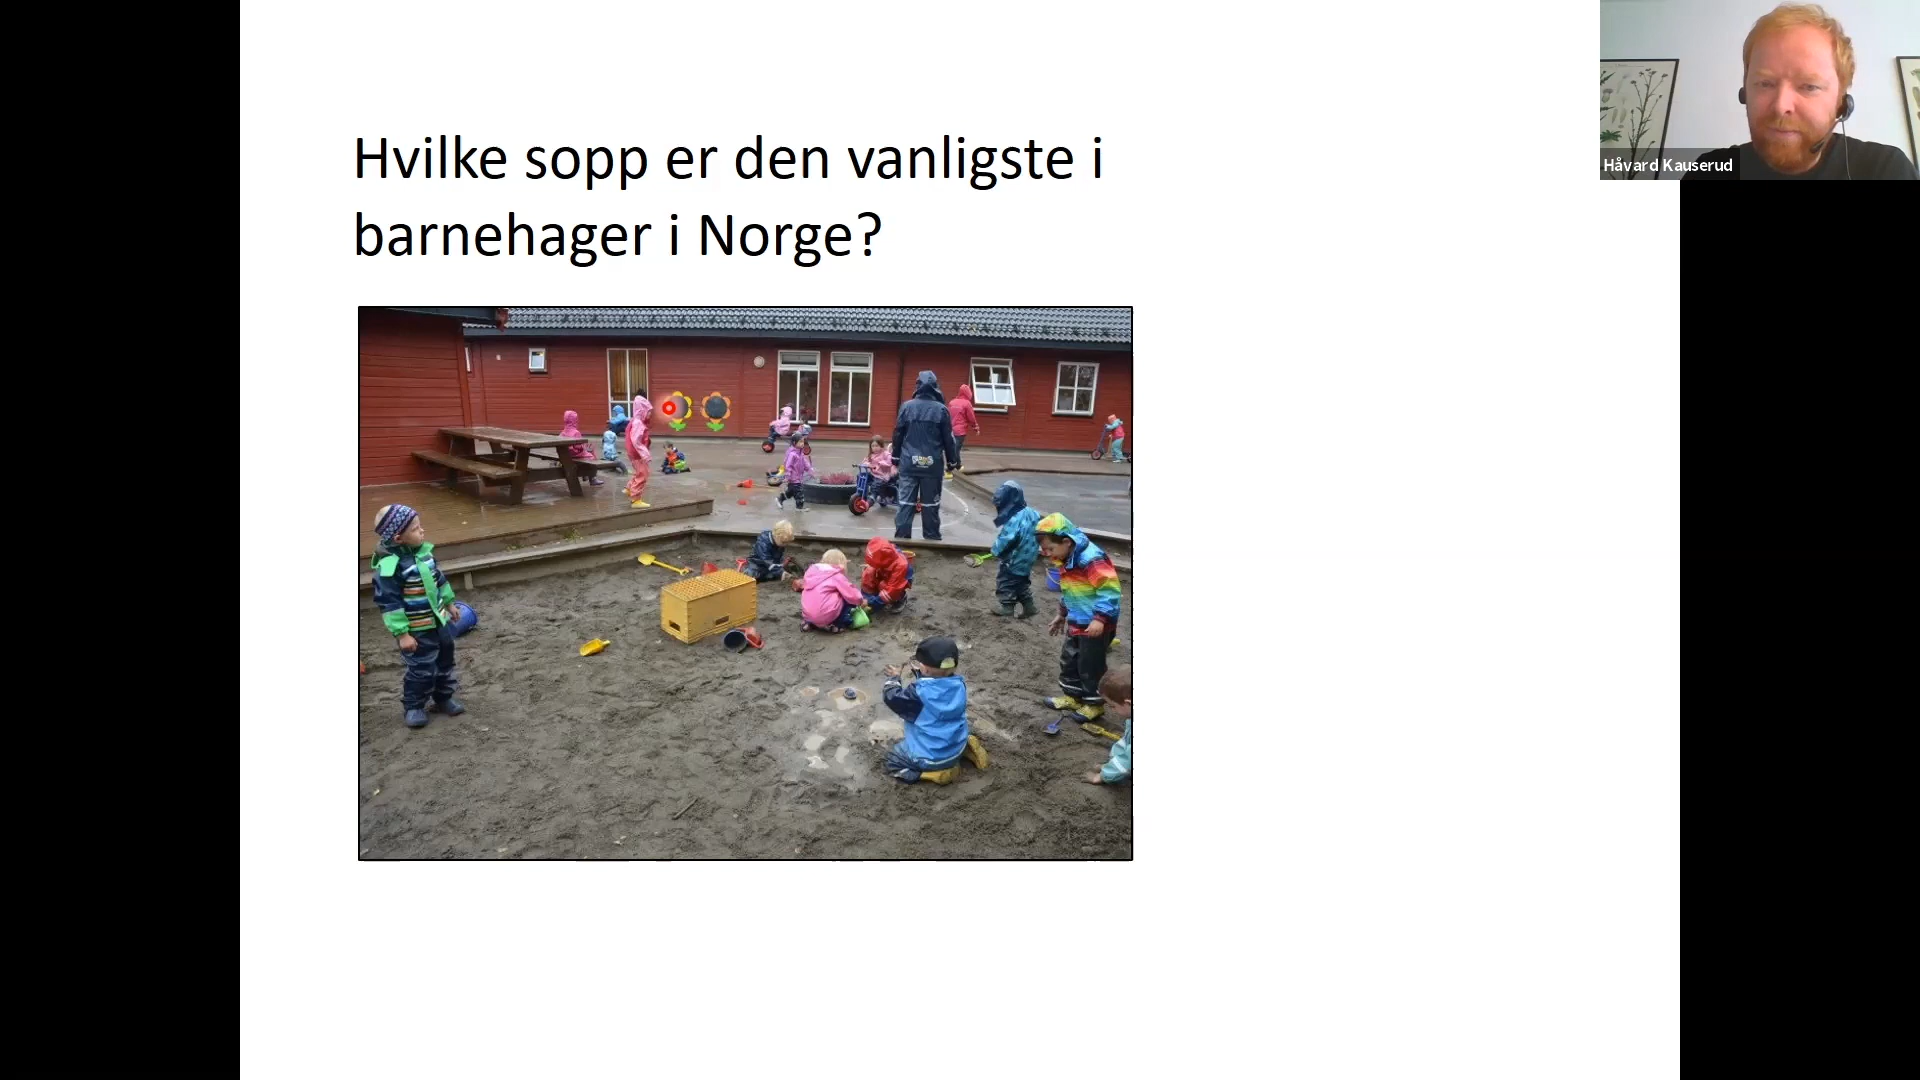 Hvilke sopp er den vanligste i
barnehager i Norge?
Håvard Kauserud